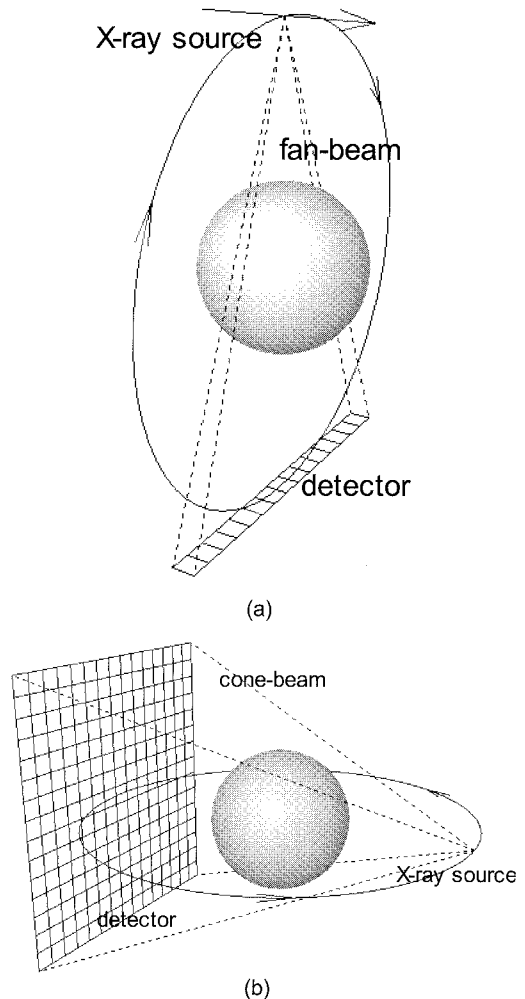 X-ray source
fan-beam
detector
(a)
cone-beam
X-ray source
detector
(b)